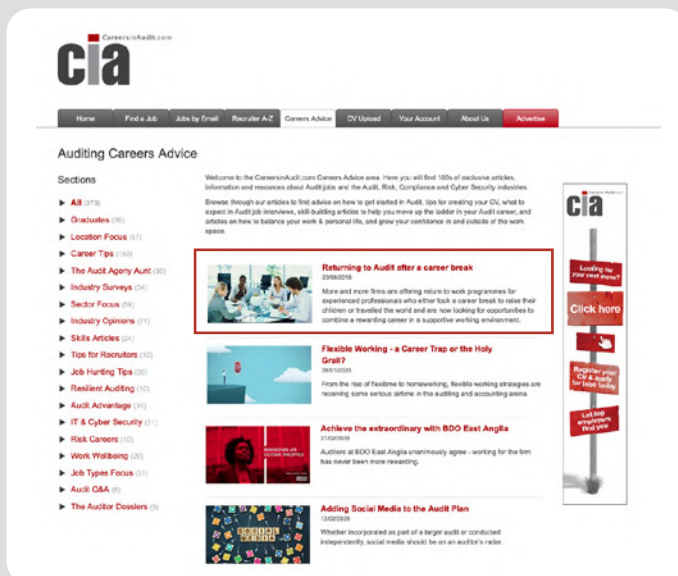 CareersinAudit.com
cia
Home Find a Job Jobs by Email Recruiter A-Z Careers Advice CV Upload Your Account About Us Advertise
Auditing Careers Advice
Sections
All (373)
Graduates
Location Focus (57)
Career Tips
The Audit Agony Aunt (30)
Industry Surveys (34)
Sector Focus
Industry Opinions (71)
Skills Articles (24)
Tips for Recruiters (10)
Job Hunting Tips
Resilient Auditing (10)
Audit Advantage (31)
IT & Cyber Security (31)
Risk Careers (10)
Work Wellbeing
Job Types Focus (31)
Audit Q&A
The Auditor Dossiers
Welcome to the CareersinAudit.com Careers Advice area. Here you will find 100s of exclusive articles,
information and resources about Audit jobs and the Audit, Risk, Compliance and Cyber Security industries.
Browse through our articles to find advice on how to get started in Audit, tips for creating your CV, what to
expect in Audit job interviews, skill-building articles to help you move up the ladder in your Audit career, and
articles on how to balance your work & personal life, and grow your confidence in and outside of the work
space.
Returning to Audit after a career break
More and more firms are offering return to work programmes for
experienced professionals who either took a career break to raise their
children or travelled the world and are now looking for opportunities to
combine a rewarding career in a supportive working environment.
Flexible Working - a Career Trap or the Holy
Grail?
From the rise of flexitime to homeworking, flexible working strategies are
receiving some serious airtime in the auditing and accounting arena.
Achieve the extraordinary with BDO East Anglia
Auditors at BDO East Anglia unanimously agree - working for the firm
has never been more rewarding.
SOCIAL
MEDIA
Adding Social Media to the Audit Plan
12/02/2020
Whether incorporated as part of a larger audit or conducted
independently, social media should be on an auditor's radar.
cia
Looking for
your next move?
Click here
Register your
CV & apply
for jobs today
Let top
employers
find you